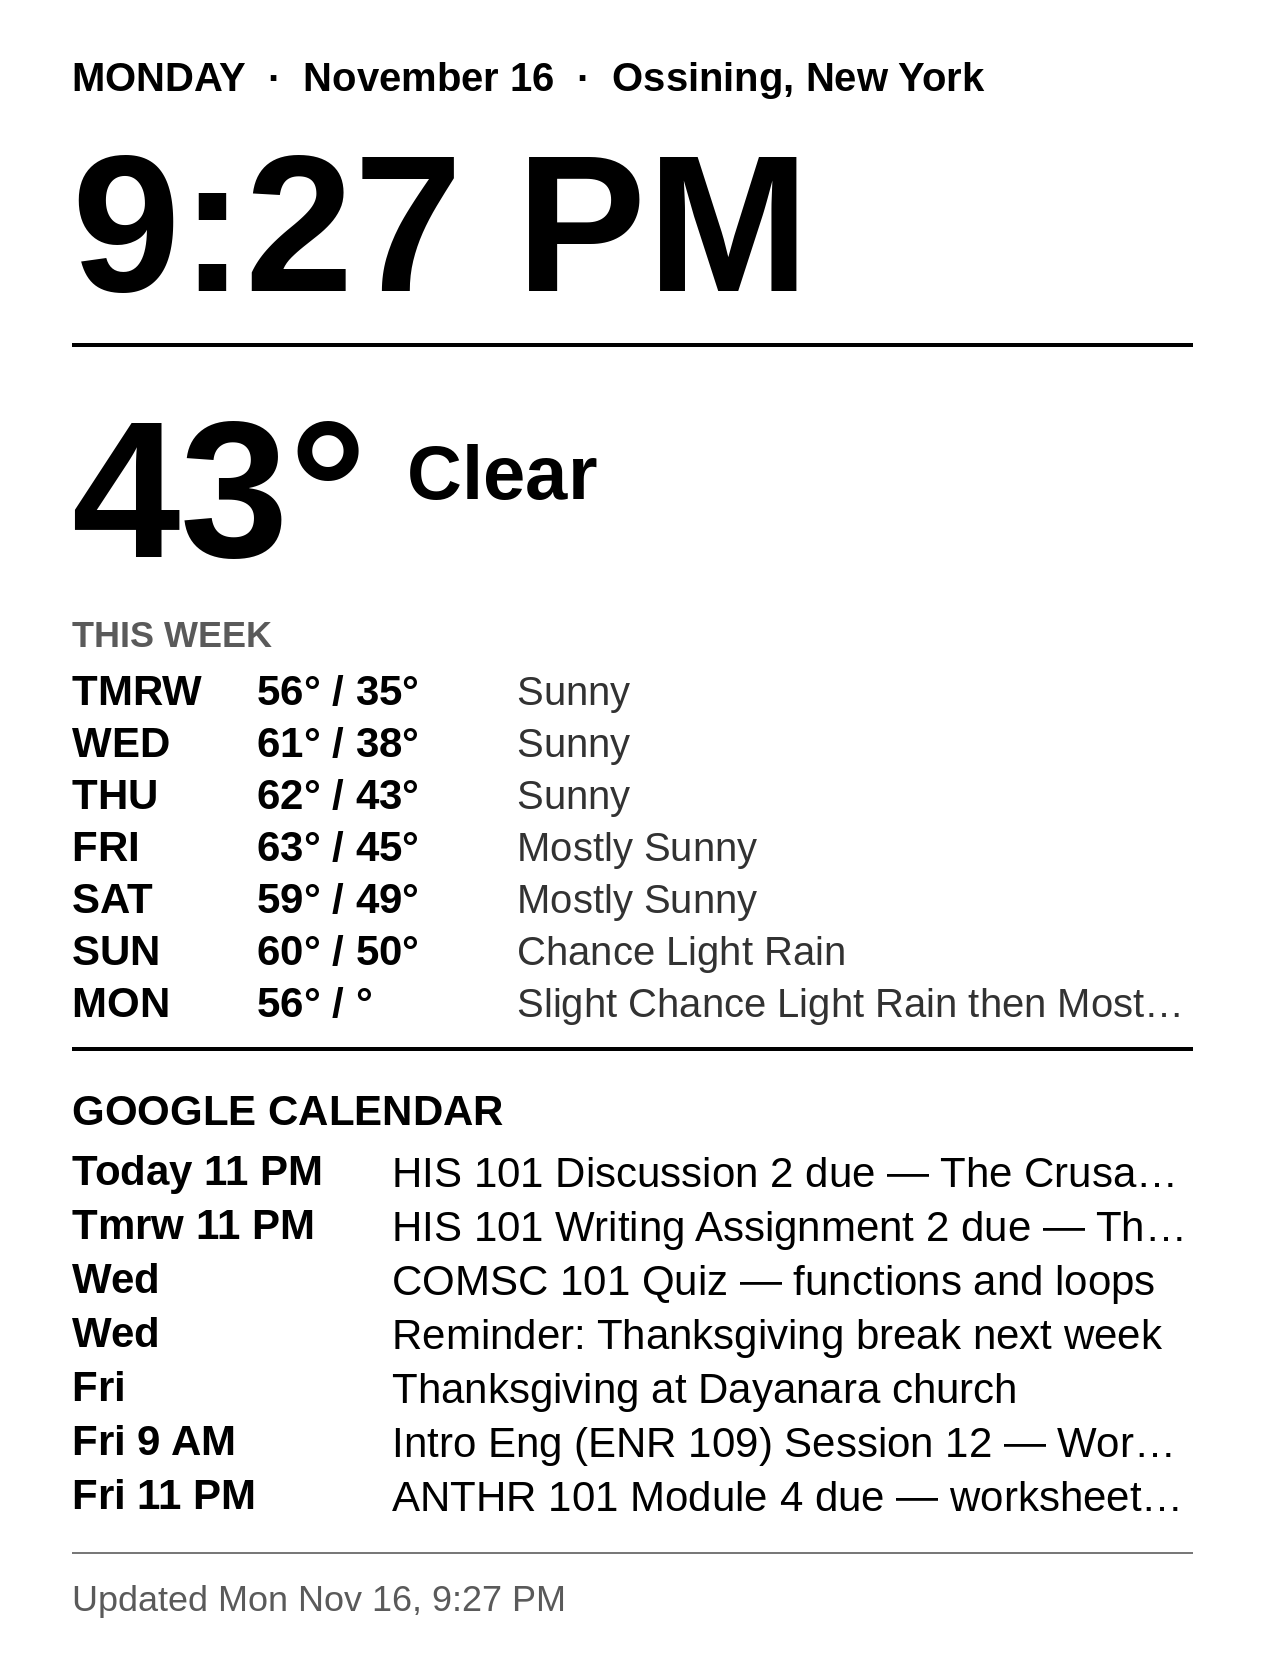 MONDAY · November 16 · Ossining, New York
9:27 PM
43° Clear
THIS WEEK
TMRW 56° / 35° Sunny
WED 61° / 38° Sunny
THU 62° / 43° Sunny
FRI 63° / 45° Mostly Sunny
SAT 59° / 49° Mostly Sunny
SUN 60° / 50° Chance Light Rain
MON 56° / ° Slight Chance Light Rain then Most…
GOOGLE CALENDAR
Today 11 PM HIS 101 Discussion 2 due — The Crusa…
Tmrw 11 PM HIS 101 Writing Assignment 2 due — Th…
Wed COMSC 101 Quiz — functions and loops
Wed Reminder: Thanksgiving break next week
Fri Thanksgiving at Dayanara church
Fri 9 AM Intro Eng (ENR 109) Session 12 — Wor…
Fri 11 PM ANTHR 101 Module 4 due — worksheet…
Updated Mon Nov 16, 9:27 PM